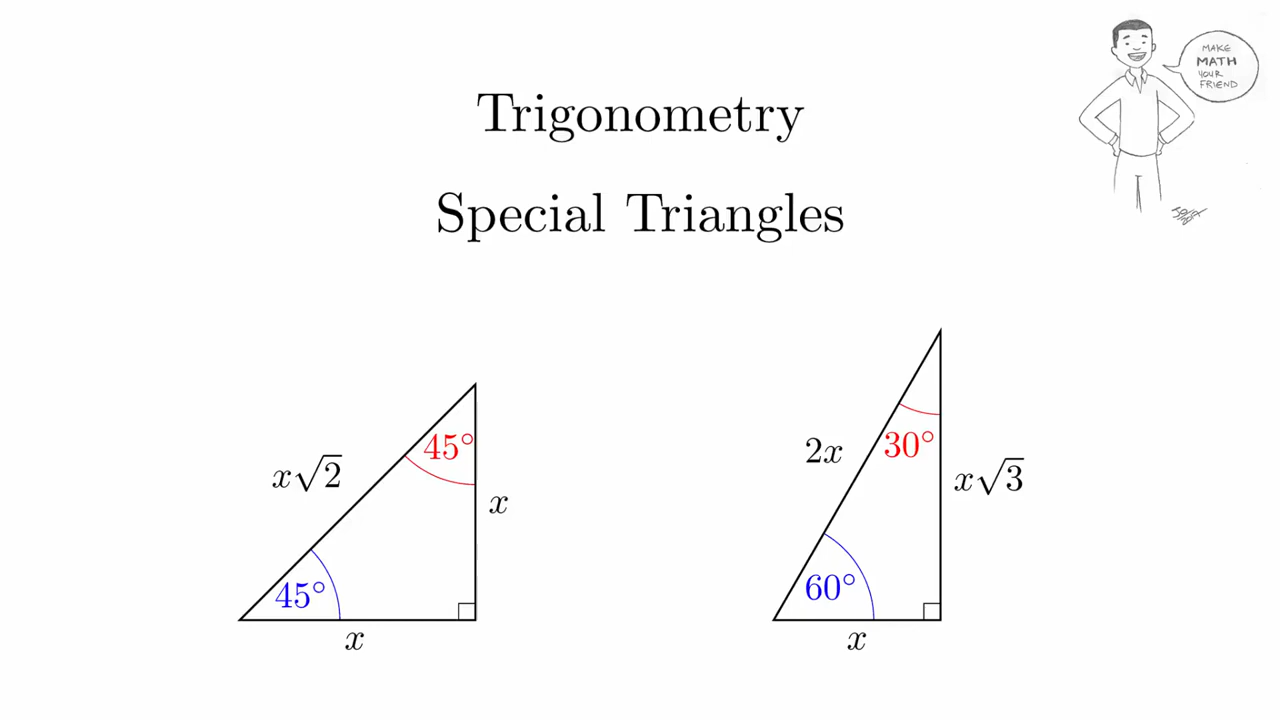 MAKE
MATH
YOUR
FRIEND
Trigonometry
Special Triangles
x√2
45°
x
45°
x
2x
30°
x√3
60°
x